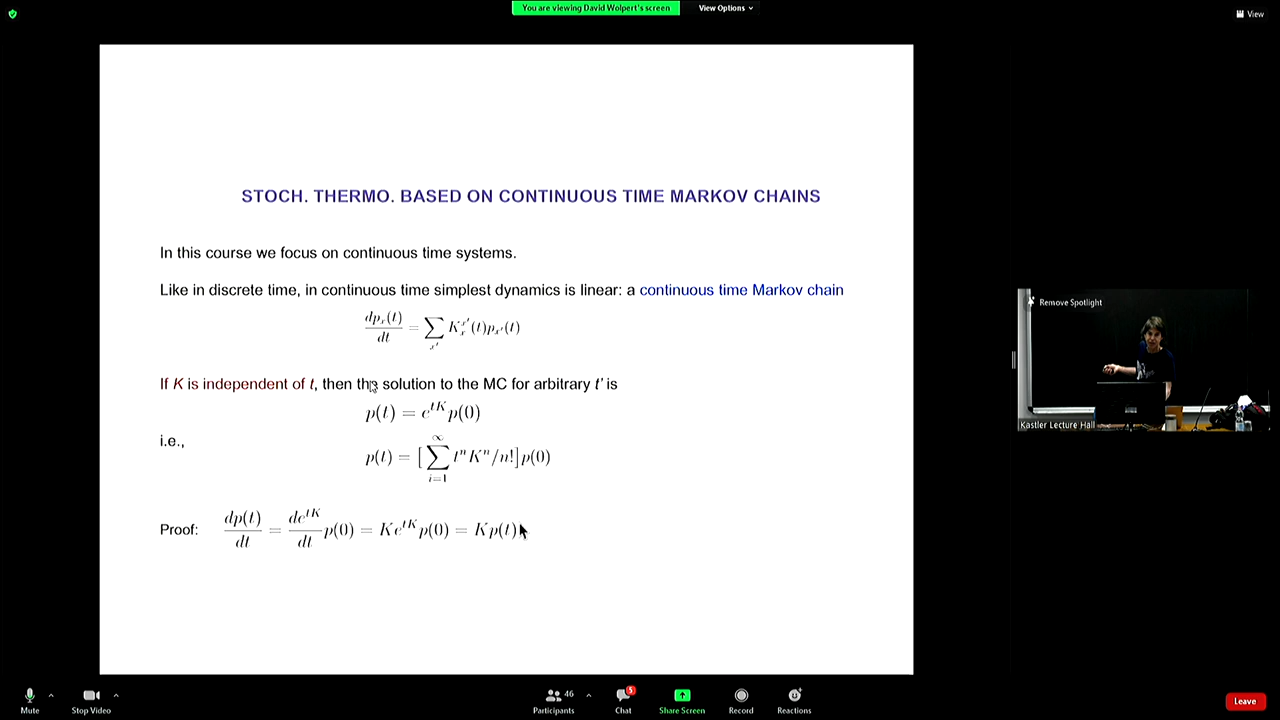 You are viewing David Wolpert's screen
View Options
View
STOCH. THERMO. BASED ON CONTINUOUS TIME MARKOV CHAINS
In this course we focus on continuous time systems.
Like in discrete time, in continuous time simplest dynamics is linear: a continuous time Markov chain
dp_x(t)/dt = ∑_{x'} K_x^{x'}(t)p_{x'}(t)
If K is independent of t, then the solution to the MC for arbitrary t' is
p(t) = e^{tK}p(0)
i.e.,
p(t) = [∑_{i=1}^{∞} t^n K^n/n!]p(0)
Proof: dp(t)/dt = de^{tK}/dt p(0) = Ke^{tK}p(0) = Kp(t)
Remove Spotlight
Kastler Lecture Hall
Mute
Stop Video
46
Participants
5
Chat
Share Screen
Record
Reactions
Leave